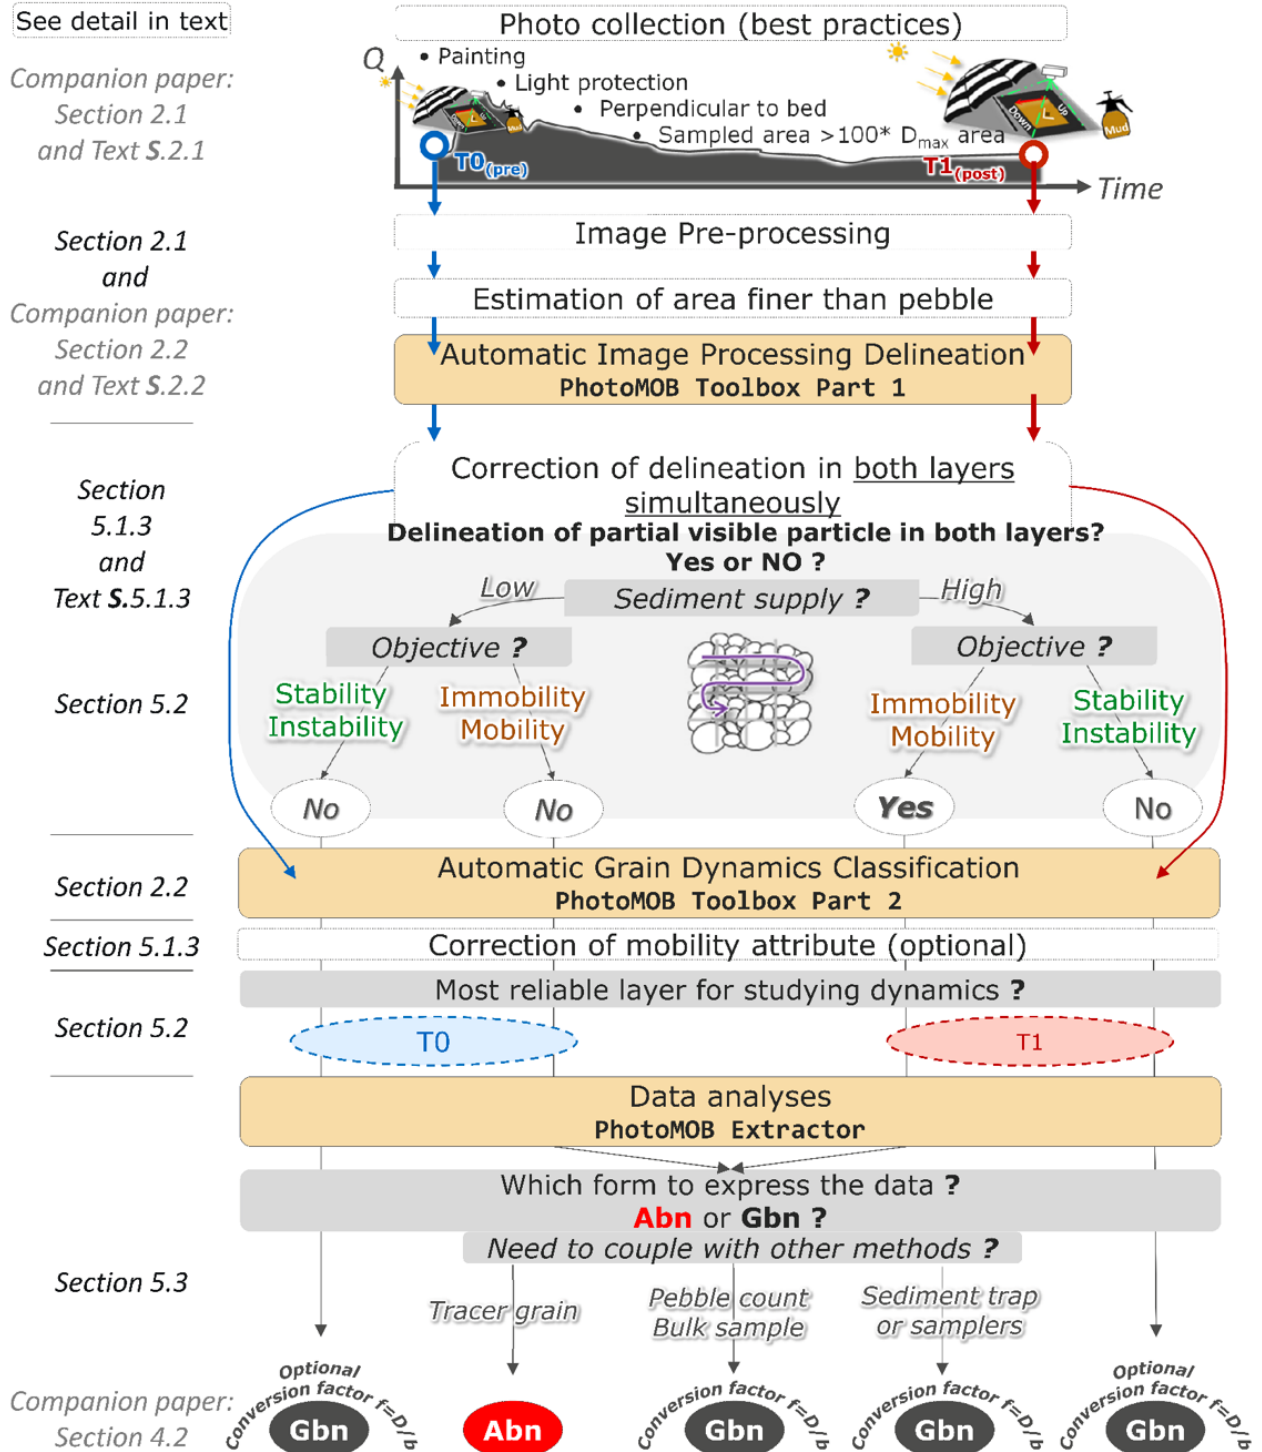 See detail in text
Photo collection (best practices)
Companion paper:
Section 2.1
and Text S.2.1
Q
• Painting
• Light protection
• Perpendicular to bed
• Sampled area >100* Dmax area
Down
Up
Mud
Down
Up
Mud
T0(pre)
T1(post)
Time
Section 2.1
and
Companion paper:
Section 2.2
and Text S.2.2
Image Pre-processing
Estimation of area finer than pebble
Automatic Image Processing Delineation
PhotoMOB Toolbox Part 1
Section
5.1.3
and
Text S.5.1.3
Correction of delineation in both layers
simultaneously
Delineation of partial visible particle in both layers?
Yes or NO ?
Low
Sediment supply ?
High
Objective ?
Objective ?
Section 5.2
Stability
Instability
Immobility
Mobility
Immobility
Mobility
Stability
Instability
No
No
Yes
No
Section 2.2
Automatic Grain Dynamics Classification
PhotoMOB Toolbox Part 2
Section 5.1.3
Correction of mobility attribute (optional)
Section 5.2
Most reliable layer for studying dynamics ?
T0
T1
Data analyses
PhotoMOB Extractor
Section 5.3
Which form to express the data ?
Abn or Gbn ?
Need to couple with other methods ?
Tracer grain
Pebble count
Bulk sample
Sediment trap
or samplers
Companion paper:
Section 4.2
Optional
Conversion factor f=D/b
Gbn
Abn
Conversion factor f=D/b
Gbn
Conversion factor f=D/b
Gbn
Optional
Conversion factor f=D/b
Gbn